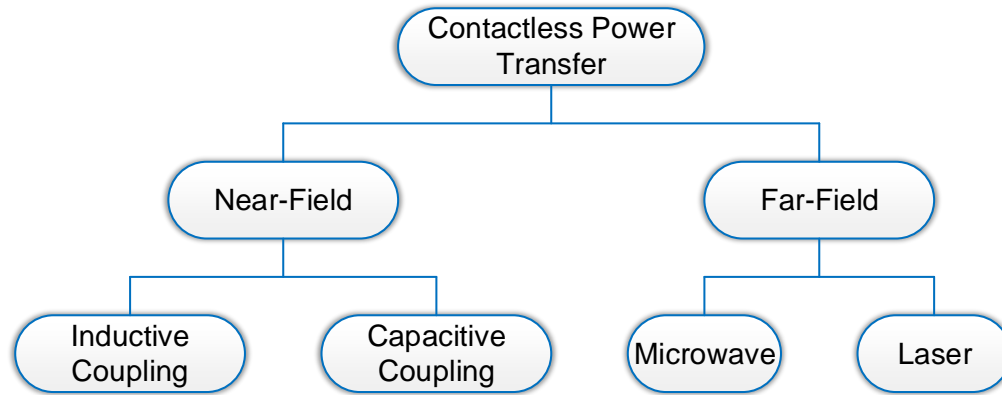 Contactless Power
Transfer
Near-Field
Far-Field
Inductive
Coupling
Capacitive
Coupling
Microwave
Laser